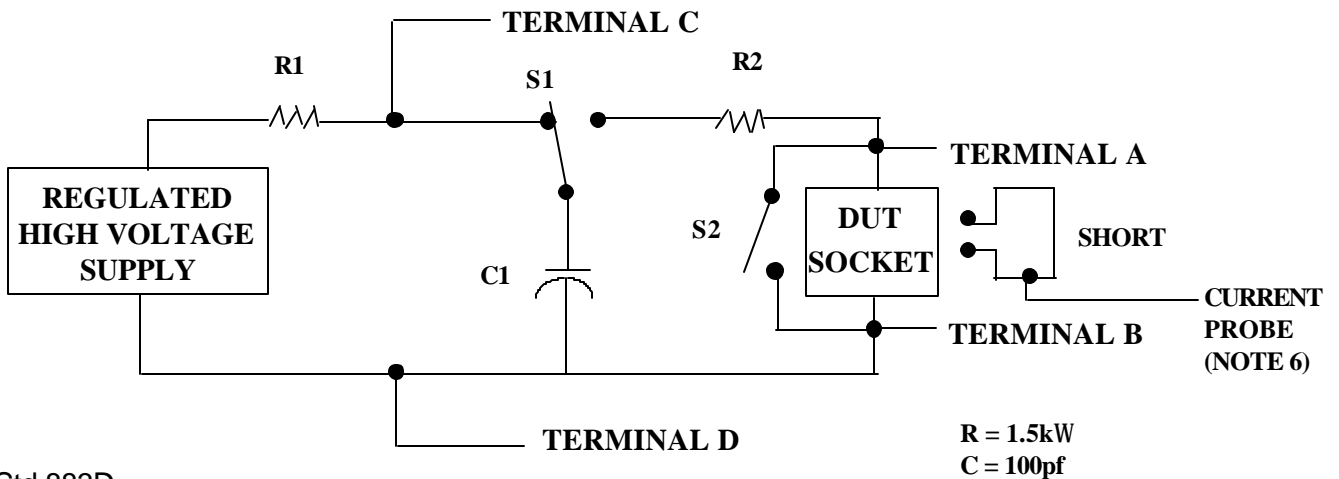 TERMINAL C
R1
S1
R2
TERMINAL A
REGULATED
HIGH VOLTAGE
SUPPLY
S2
DUT
SOCKET
SHORT
C1
CURRENT
PROBE
(NOTE 6)
TERMINAL B
TERMINAL D
R = 1.5kW
C = 100pf